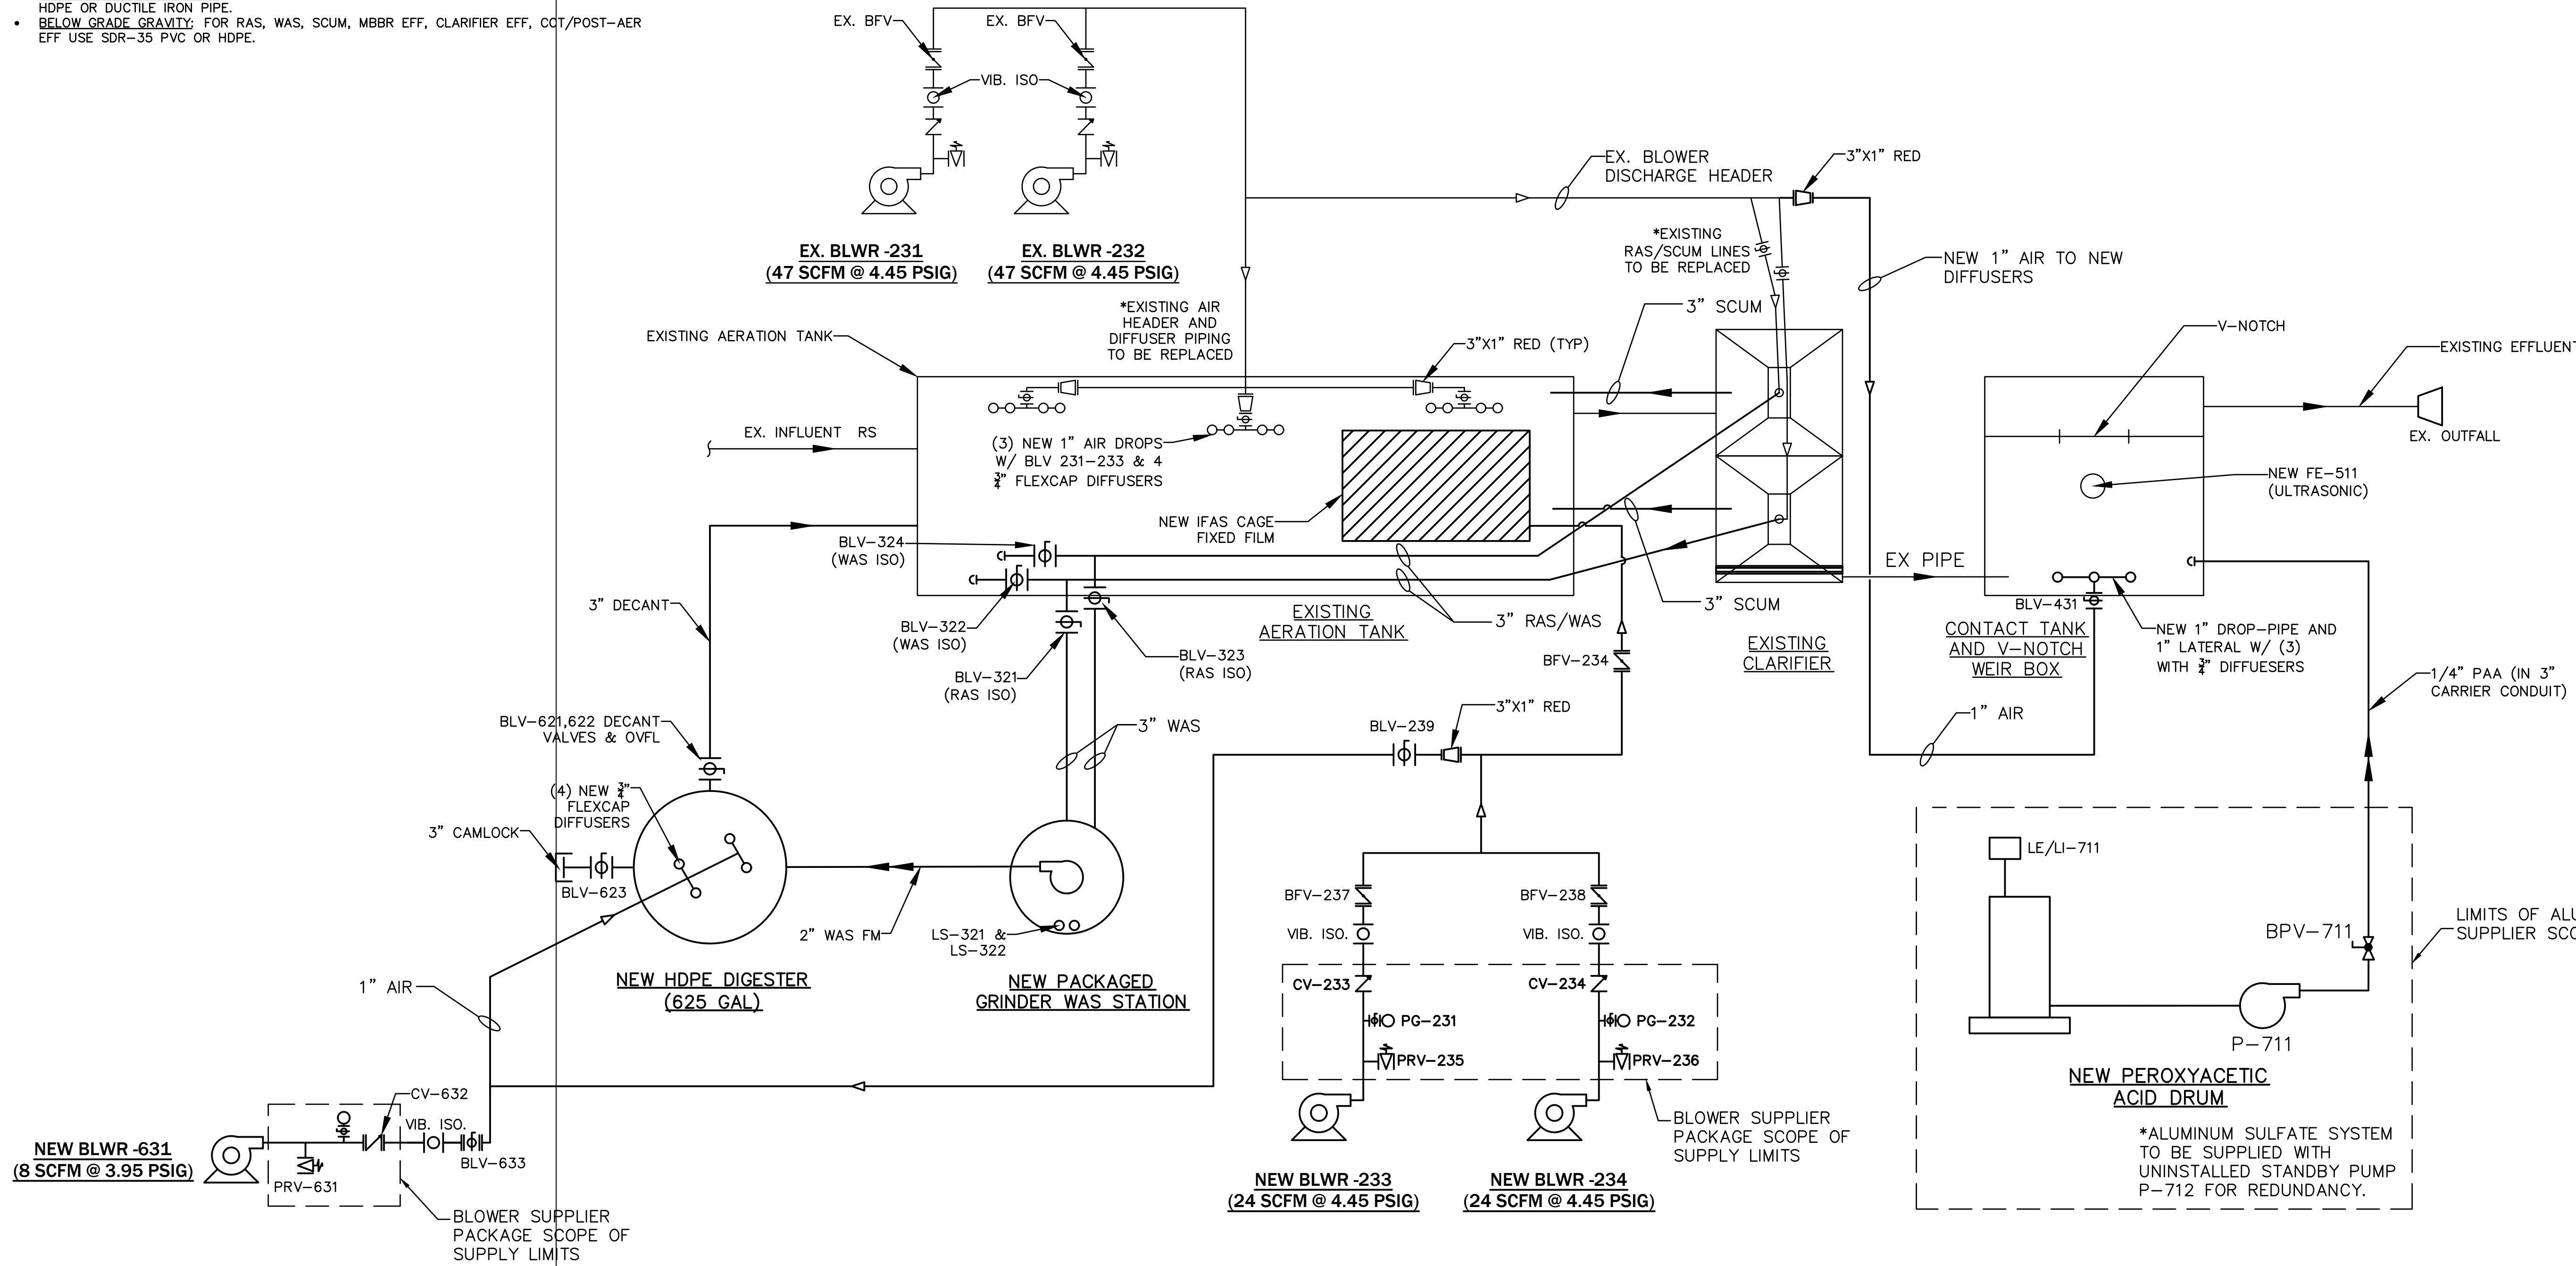 HDPE OR DUCTILE IRON PIPE.
• BELOW GRADE GRAVITY: FOR RAS, WAS, SCUM, MBBR EFF, CLARIFIER EFF, CCT/POST-AER
EFF USE SDR-35 PVC OR HDPE.
EX. BFV
EX. BFV
VIB. ISO
EX. BLWR -231
(47 SCFM @ 4.45 PSIG)
EX. BLWR -232
(47 SCFM @ 4.45 PSIG)
EX. BLOWER
DISCHARGE HEADER
3"X1" RED
*EXISTING
RAS/SCUM LINES
TO BE REPLACED
NEW 1" AIR TO NEW
DIFFUSERS
*EXISTING AIR
HEADER AND
DIFFUSER PIPING
TO BE REPLACED
3" SCUM
EXISTING AERATION TANK
3"X1" RED (TYP)
V-NOTCH
EXISTING EFFLUENT
EX. OUTFALL
EX. INFLUENT RS
(3) NEW 1" AIR DROPS
W/ BLV 231-233 & 4
¾" FLEXCAP DIFFUSERS
NEW IFAS CAGE
FIXED FILM
NEW FE-511
(ULTRASONIC)
BLV-324
(WAS ISO)
EX PIPE
3" DECANT
BLV-322
(WAS ISO)
EXISTING
AERATION TANK
3" RAS/WAS
3" SCUM
BLV-431
BLV-321
(RAS ISO)
BLV-323
(RAS ISO)
BFV-234
EXISTING
CLARIFIER
CONTACT TANK
AND V-NOTCH
WEIR BOX
NEW 1" DROP-PIPE AND
1" LATERAL W/ (3)
WITH ¾" DIFFUESERS
1/4" PAA (IN 3"
CARRIER CONDUIT)
BLV-621,622 DECANT
VALVES & OVFL
3" WAS
BLV-239
3"X1" RED
1" AIR
(4) NEW ¾"
FLEXCAP
DIFFUSERS
3" CAMLOCK
BLV-623
2" WAS FM
LS-321 &
LS-322
BFV-237
BFV-238
VIB. ISO.
VIB. ISO.
LE/LI-711
BPV-711
LIMITS OF ALU
SUPPLIER SCO
1" AIR
NEW HDPE DIGESTER
(625 GAL)
NEW PACKAGED
GRINDER WAS STATION
CV-233
CV-234
PG-231
PG-232
PRV-235
PRV-236
P-711
NEW PEROXYACETIC
ACID DRUM
CV-632
VIB. ISO.
NEW BLWR -631
(8 SCFM @ 3.95 PSIG)
BLV-633
PRV-631
BLOWER SUPPLIER
PACKAGE SCOPE OF
SUPPLY LIMITS
BLOWER SUPPLIER
PACKAGE SCOPE OF
SUPPLY LIMITS
NEW BLWR -233
(24 SCFM @ 4.45 PSIG)
NEW BLWR -234
(24 SCFM @ 4.45 PSIG)
*ALUMINUM SULFATE SYSTEM
TO BE SUPPLIED WITH
UNINSTALLED STANDBY PUMP
P-712 FOR REDUNDANCY.